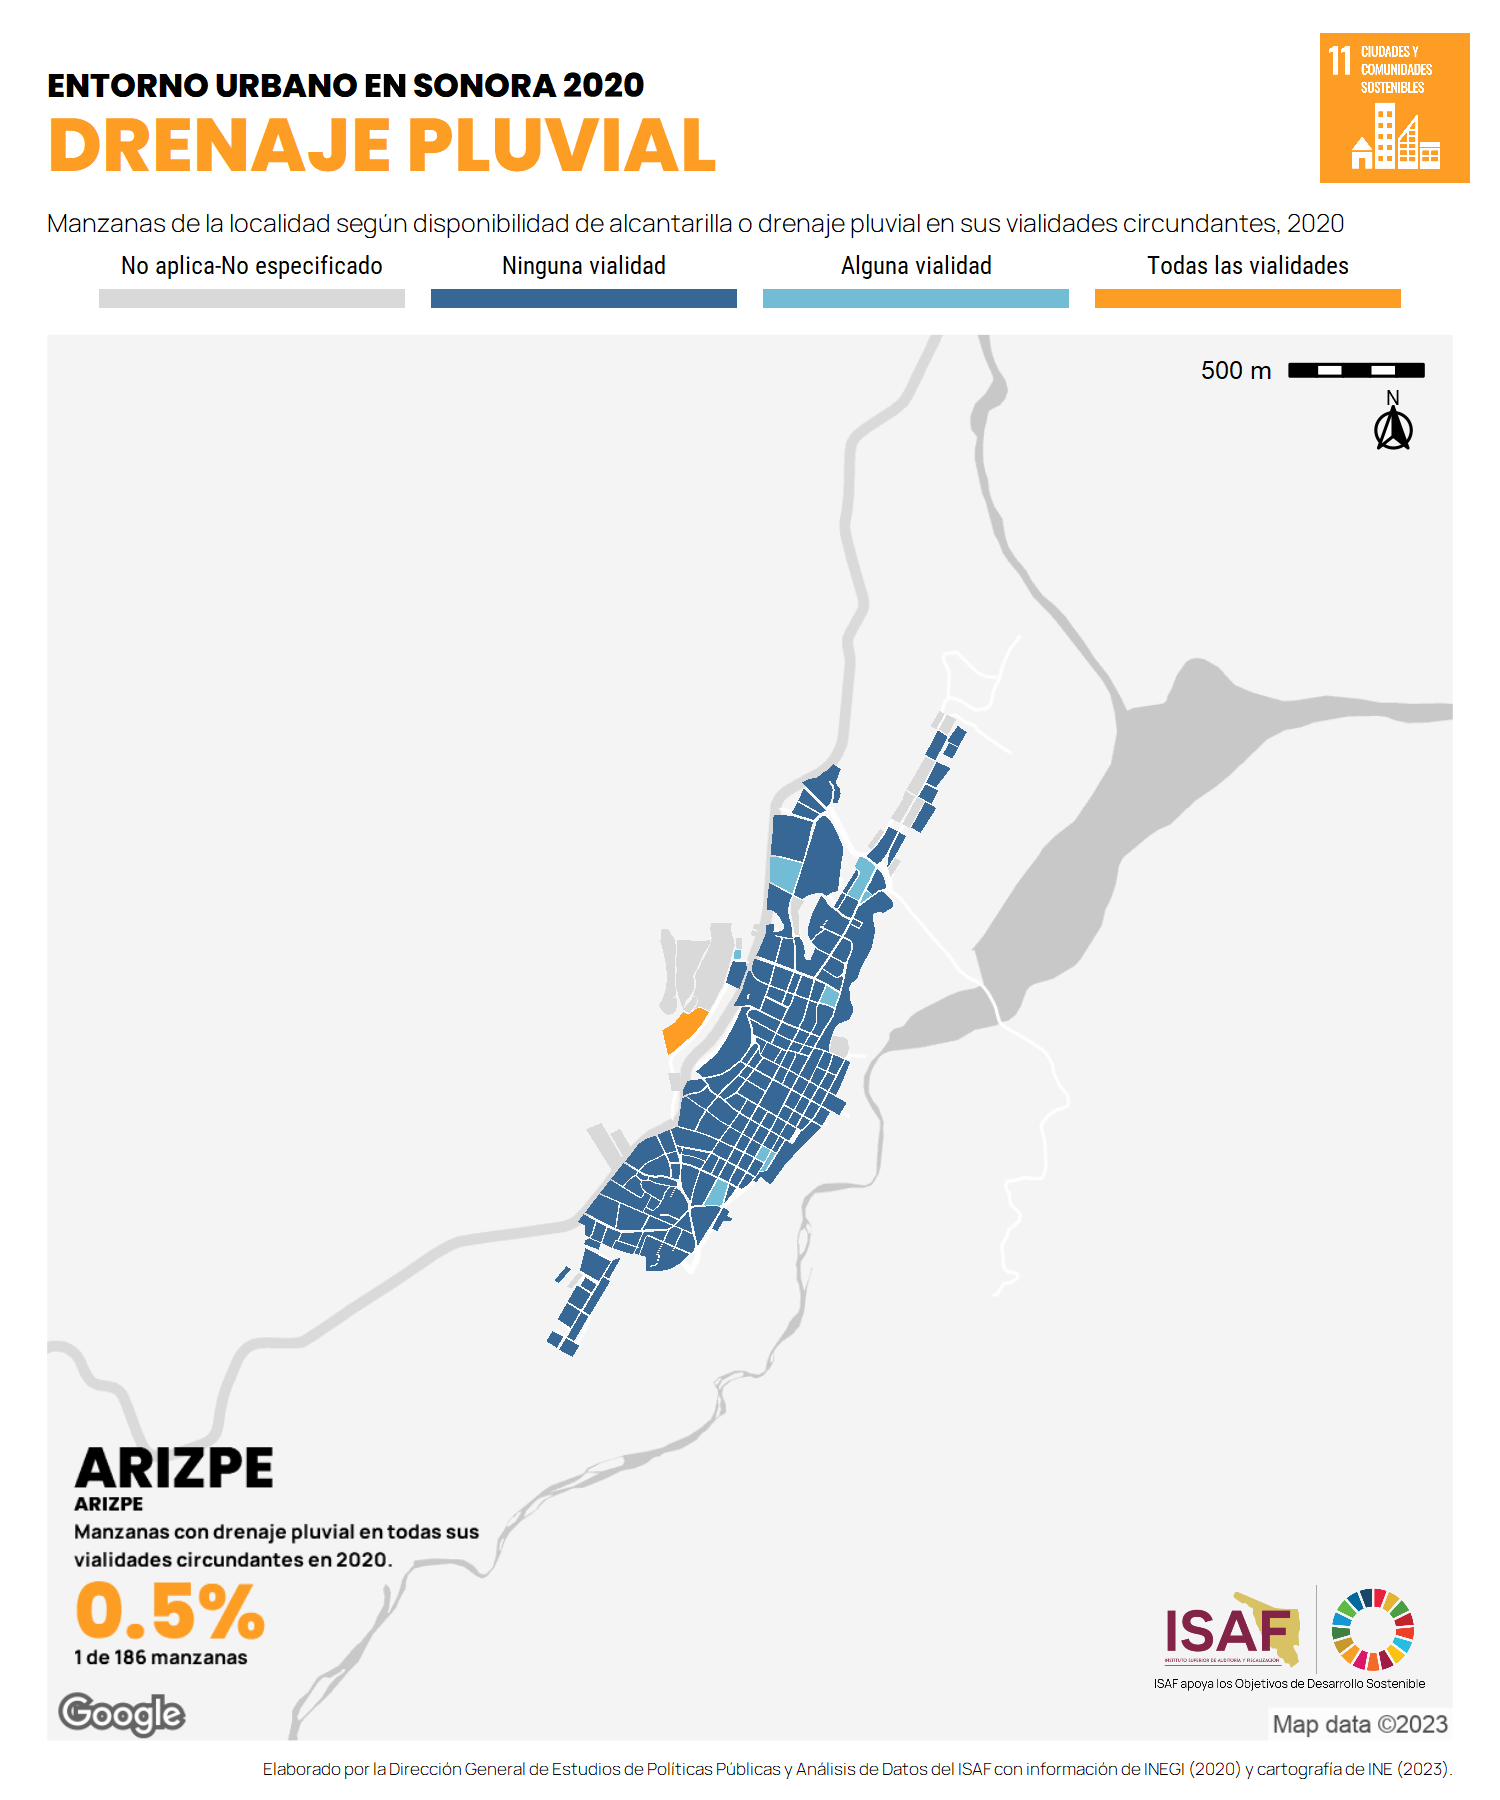 ENTORNO URBANO EN SONORA 2020
DRENAJE PLUVIAL
11 CIUDADES Y
COMUNIDADES
SOSTENIBLES
Manzanas de la localidad según disponibilidad de alcantarilla o drenaje pluvial en sus vialidades circundantes, 2020
No aplica-No especificado
Ninguna vialidad
Alguna vialidad
Todas las vialidades
500 m
N
ARIZPE
ARIZPE
Manzanas con drenaje pluvial en todas sus
vialidades circundantes en 2020.
0.5%
1 de 186 manzanas
Google
ISAF
INSTITUTO SUPERIOR DE AUDITORÍA Y FISCALIZACIÓN
ISAF apoya los Objetivos de Desarrollo Sostenible
Map data ©2023
Elaborado por la Dirección General de Estudios de Políticas Públicas y Análisis de Datos del ISAF con información de INEGI (2020) y cartografía de INE (2023).